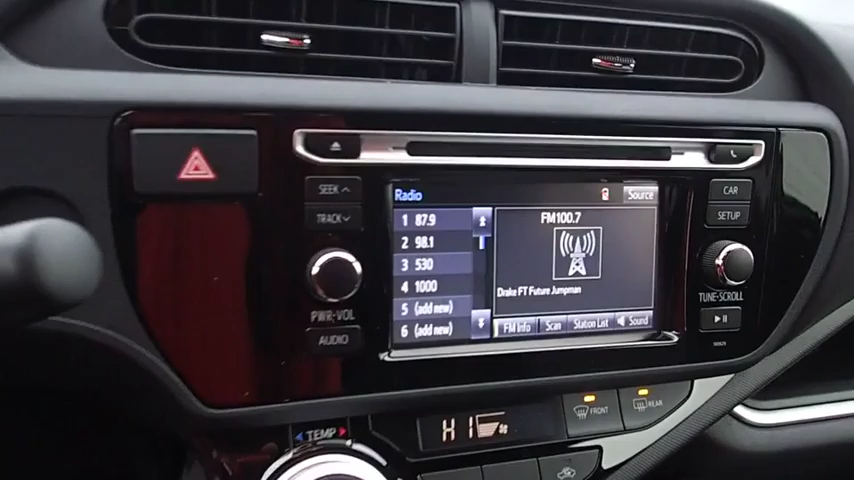 SEEK
TRACK
PWR•VOL
AUDIO
Radio
Source
1 87.9
2 98.1
3 530
4 1000
5 (add new)
6 (add new)
FM100.7
Drake FT Future Jumpman
FM Info
Scan
Station List
Sound
CAR
SETUP
TUNE•SCROLL
TEMP
HI
FRONT
REAR